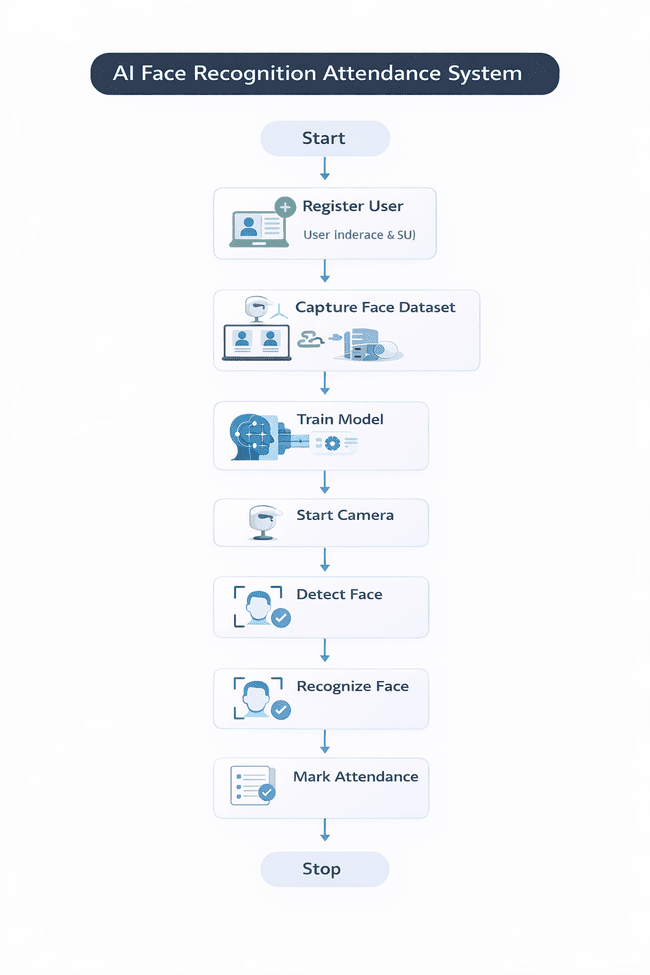 AI Face Recognition Attendance System
Start
Register User
User inderace & SU)
Capture Face Dataset
Train Model
Start Camera
Detect Face
Recognize Face
Mark Attendance
Stop